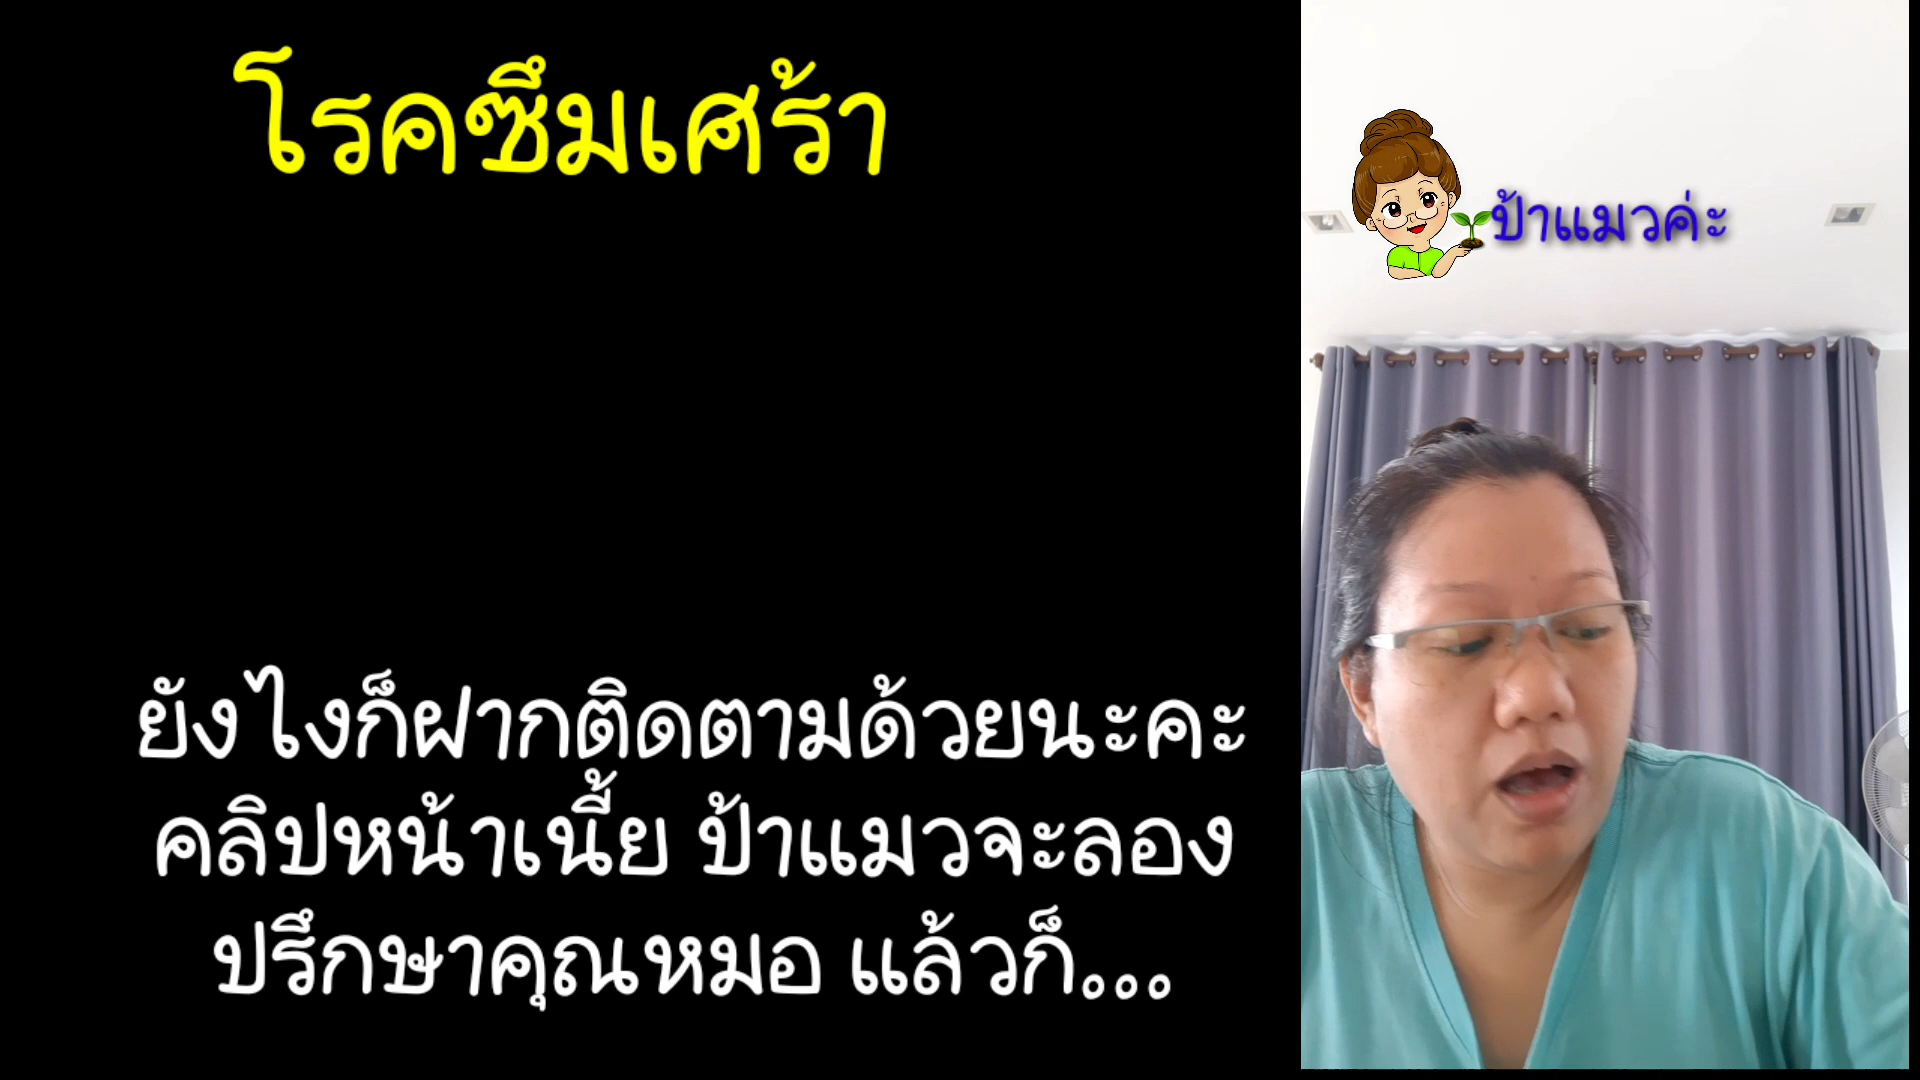 โรคซึมเศร้า
ป้าแมวค่ะ
ยังไงก็ฝากติดตามด้วยนะคะ
คลิปหน้าเนี้ย ป้าแมวจะลอง
ปรึกษาคุณหมอ แล้วก็...